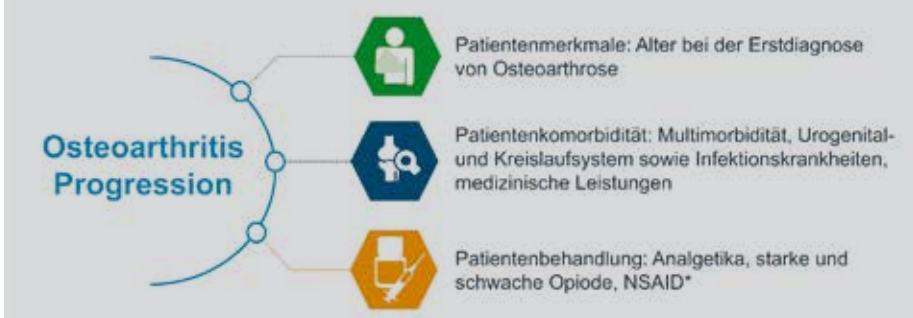 Patientenmerkmale: Alter bei der Erstdiagnose
von Osteoarthrose
Osteoarthritis
Progression
Patientenkomorbidität: Multimorbidität, Urogenital-
und Kreislaufsystem sowie Infektionskrankheiten,
medizinische Leistungen
Patientenbehandlung: Analgetika, starke und
schwache Opiode, NSAID*